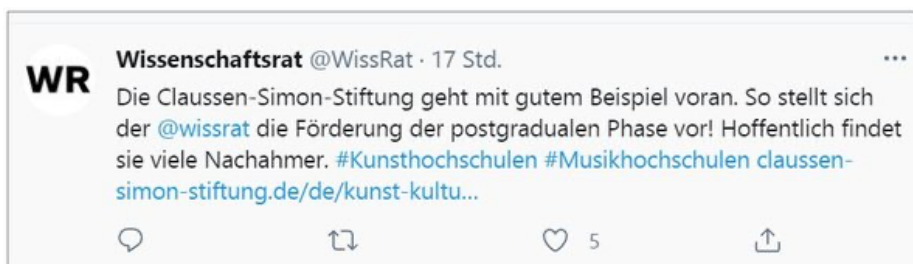 WR
Wissenschaftsrat @WissRat · 17 Std.
Die Claussen-Simon-Stiftung geht mit gutem Beispiel voran. So stellt sich
der @wissrat die Förderung der postgradualen Phase vor! Hoffentlich findet
sie viele Nachahmer. #Kunsthochschulen #Musikhochschulen claussen-
simon-stiftung.de/de/kunst-kultu...
5